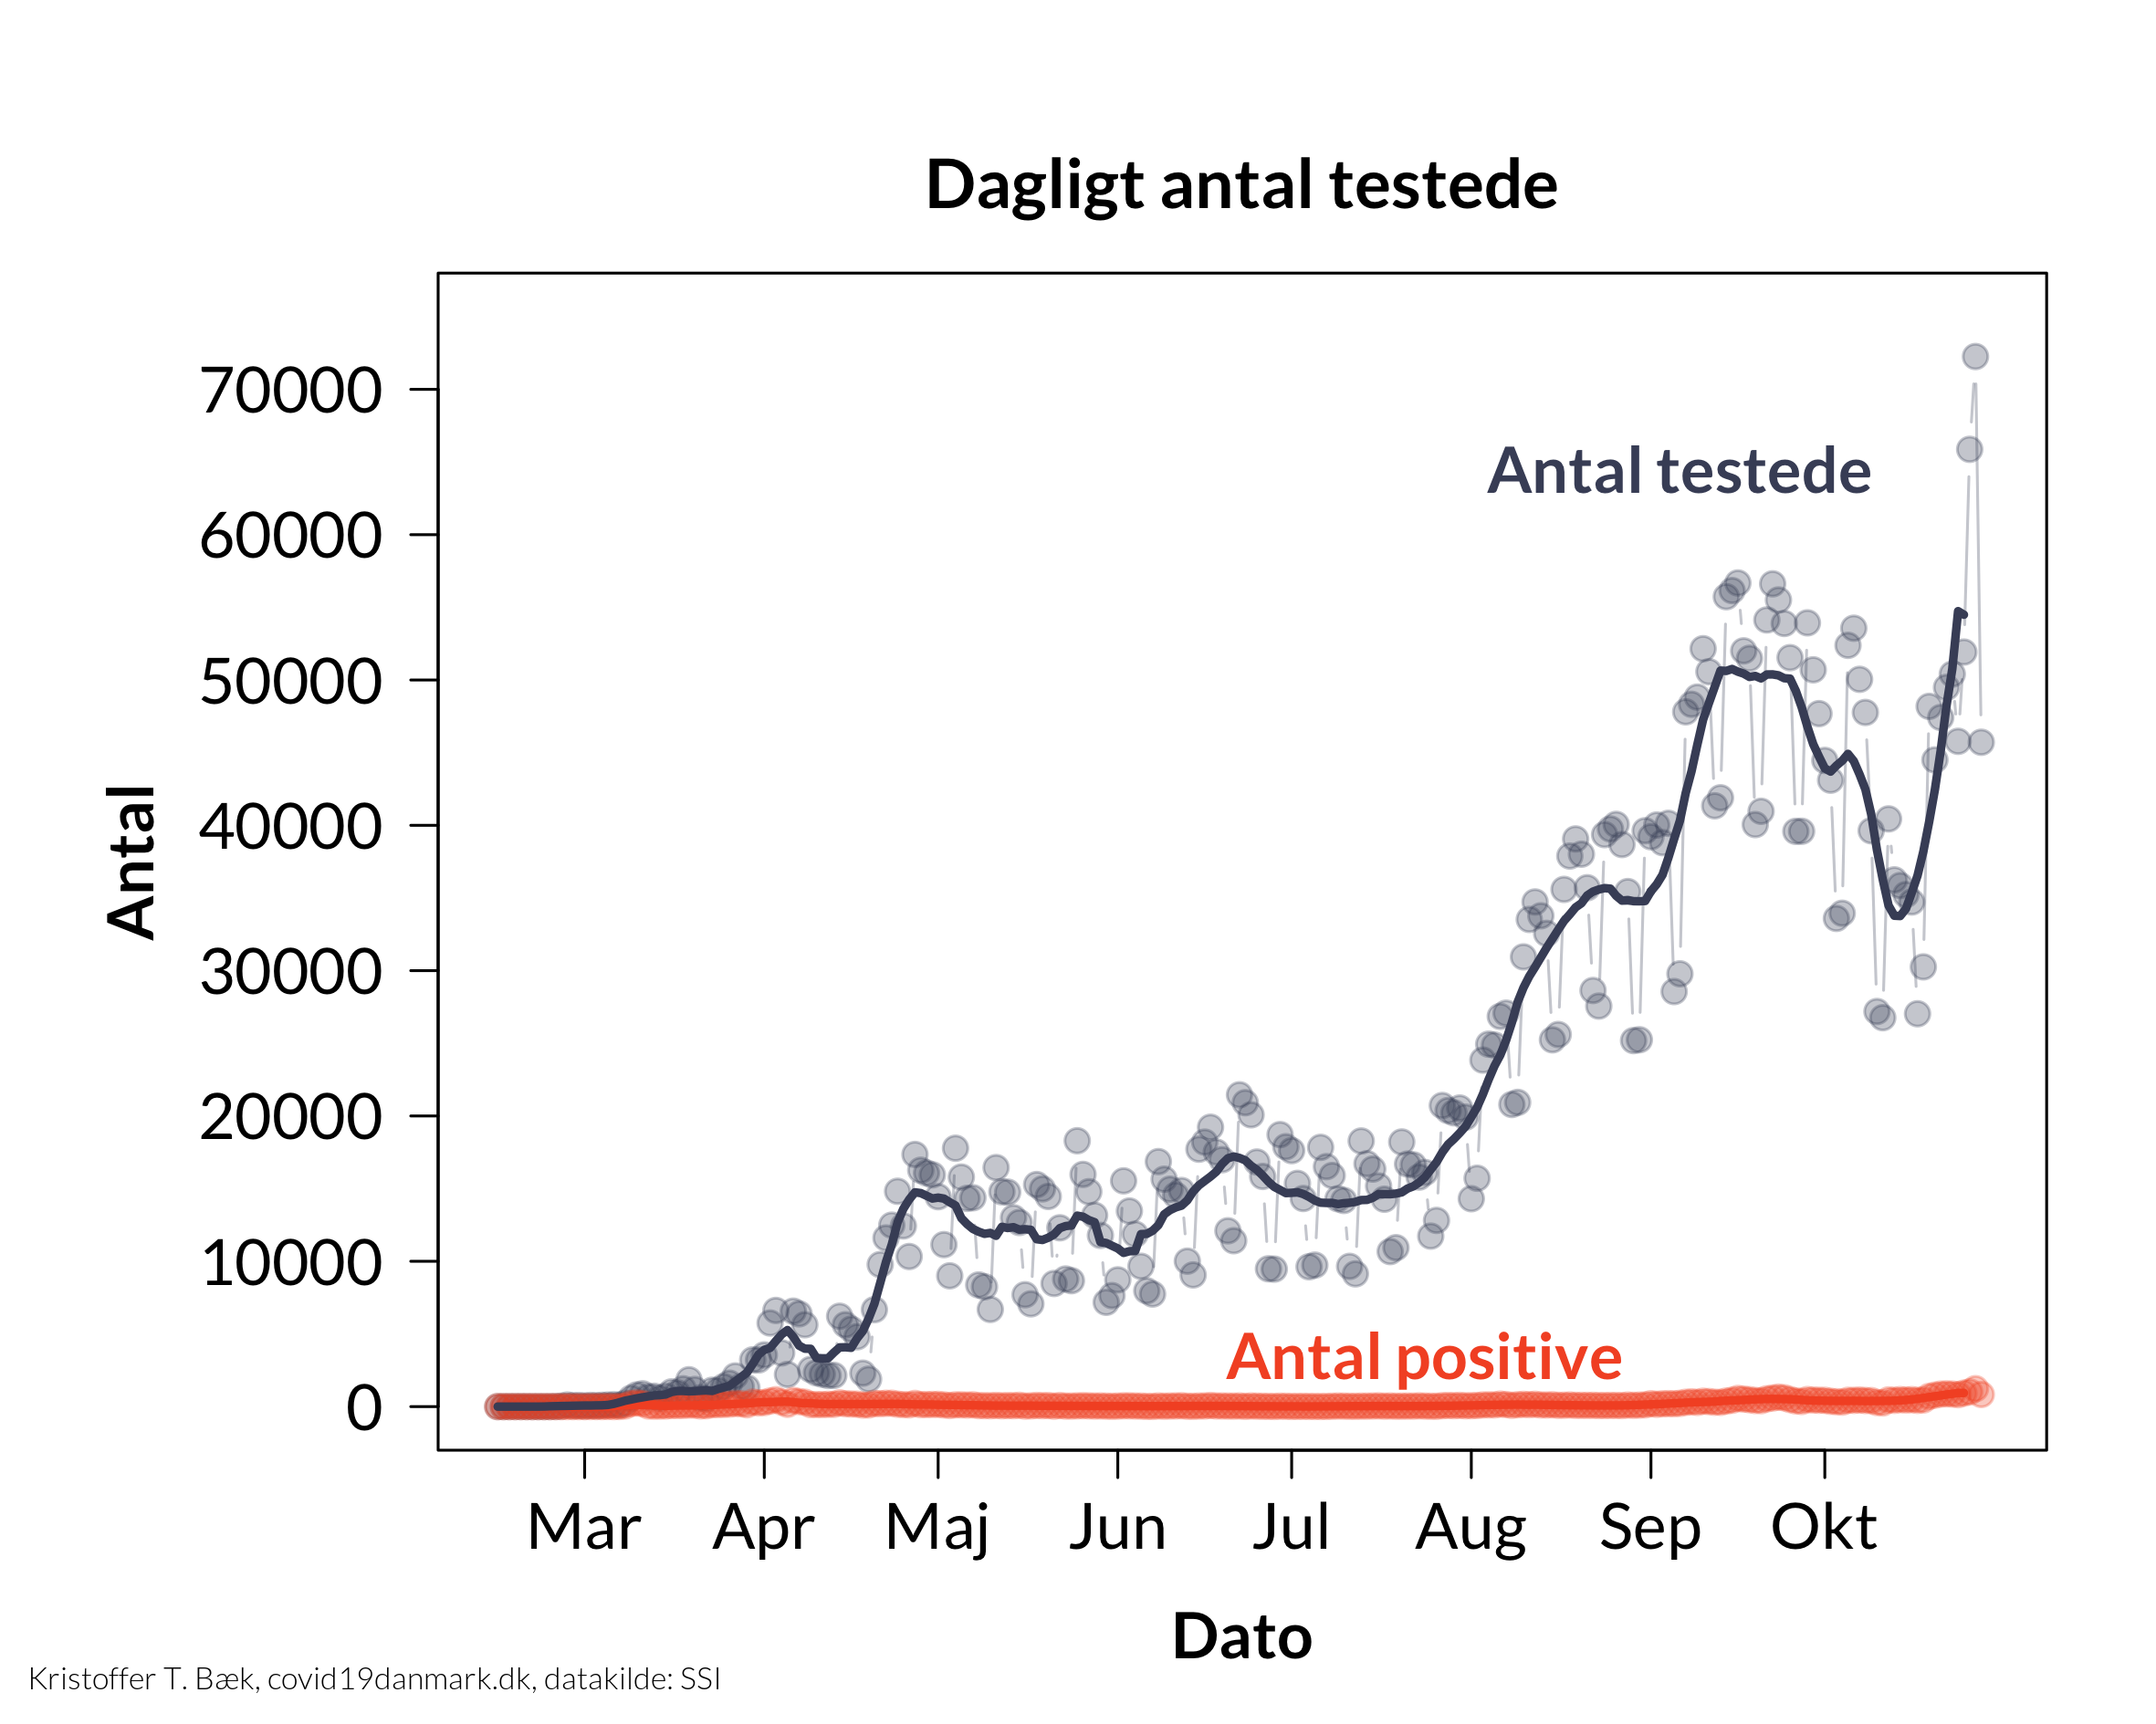 Dagligt antal testede
Antal
70000
60000
50000
40000
30000
20000
10000
0
Antal testede
Antal positive
Mar Apr Maj Jun Jul Aug Sep Okt
Dato
Kristoffer T. Bæk, covid19danmark.dk, datakilde: SSI